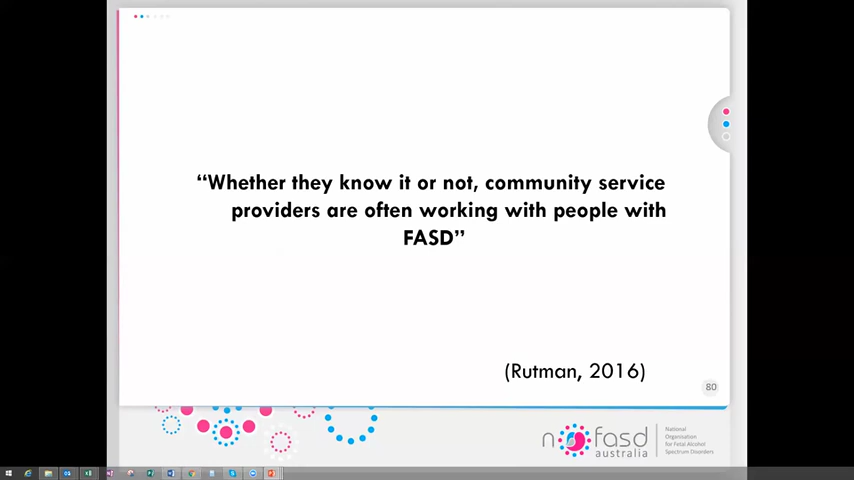 “Whether they know it or not, community service
providers are often working with people with
FASD”
(Rutman, 2016)
80
nofasd
australia
National
Organisation
for Fetal Alcohol
Spectrum Disorders